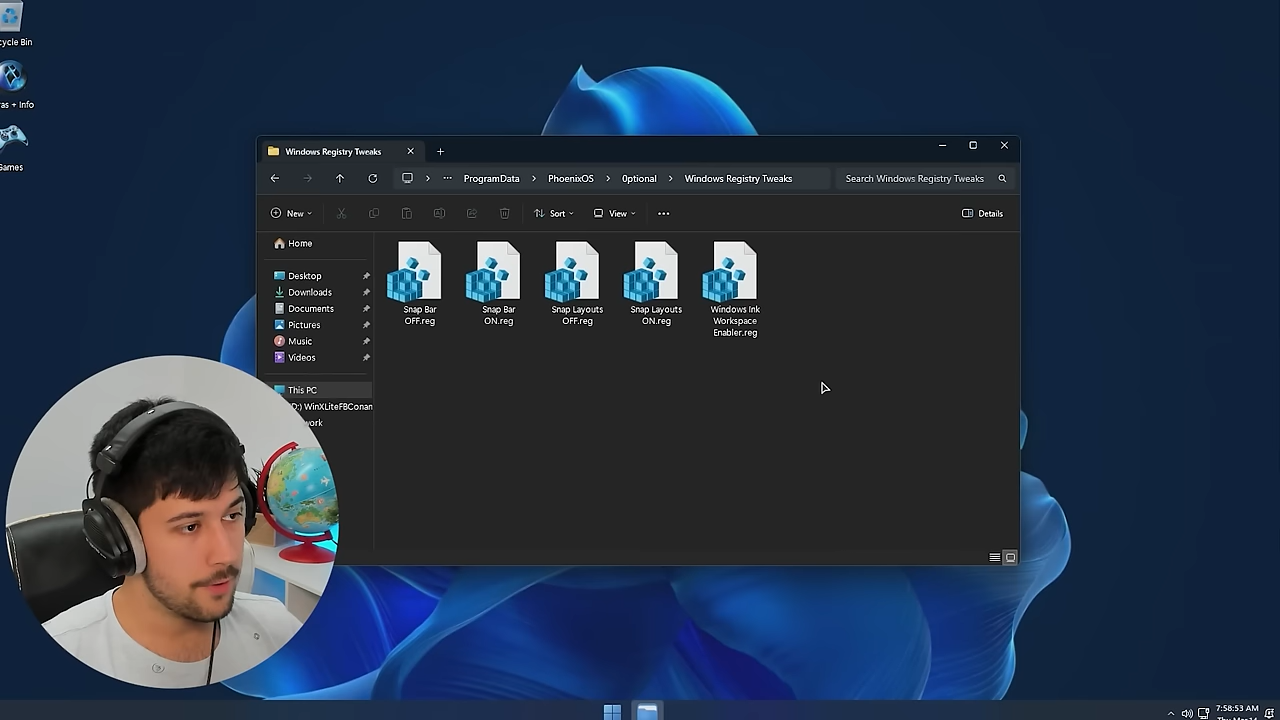 cycle Bin
as + Info
Games
Windows Registry Tweaks
ProgramData
PhoenixOS
0ptional
Windows Registry Tweaks
Search Windows Registry Tweaks
New
Sort
View
Details
Home
Desktop
Downloads
Documents
Pictures
Music
Videos
This PC
D:) WinXLiteFBConan
work
Snap Bar
OFF.reg
Snap Bar
ON.reg
Snap Layouts
OFF.reg
Snap Layouts
ON.reg
Windows Ink
Workspace
Enabler.reg
7:58:53 AM